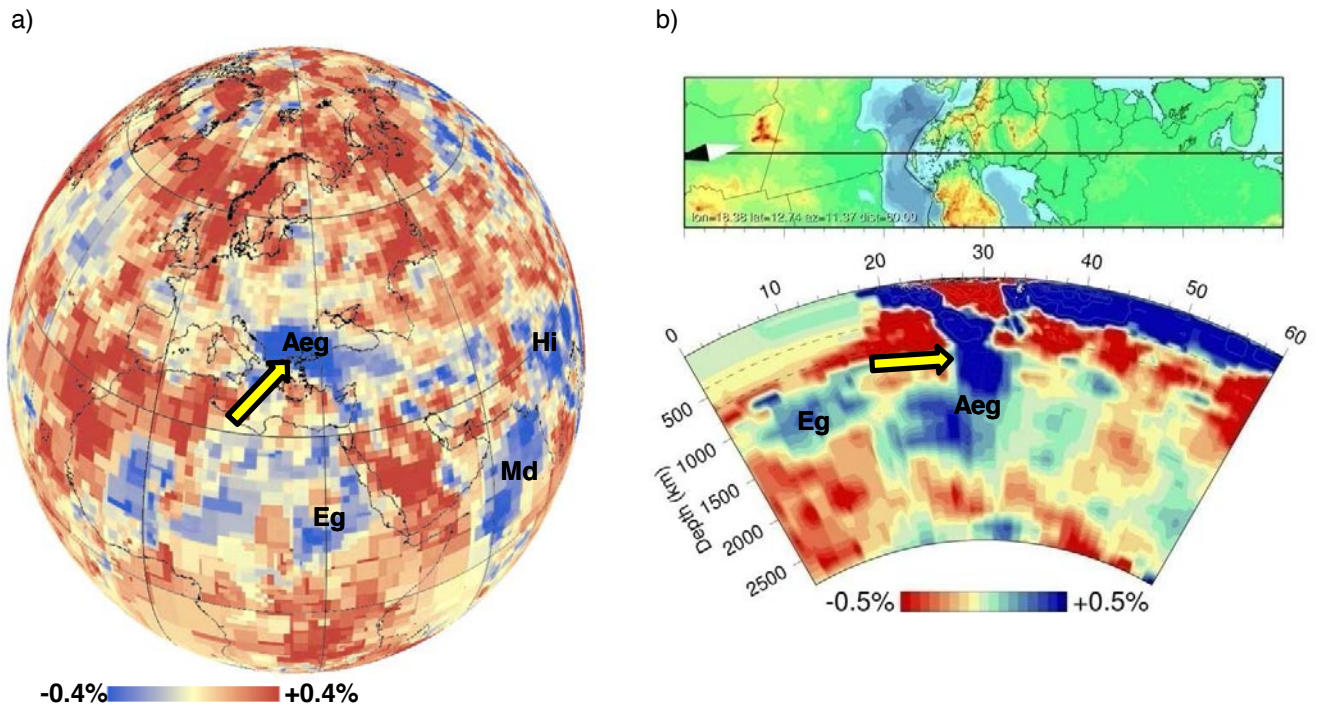 a)
Aeg
Hi
Md
Eg
-0.4% +0.4%
b)
lon=18.38 lat=12.74 az=11.37 dist=60.00
0 10 20 30 40 50 60
500
1000
1500
2000
2500
Depth (km)
Eg
Aeg
-0.5% +0.5%